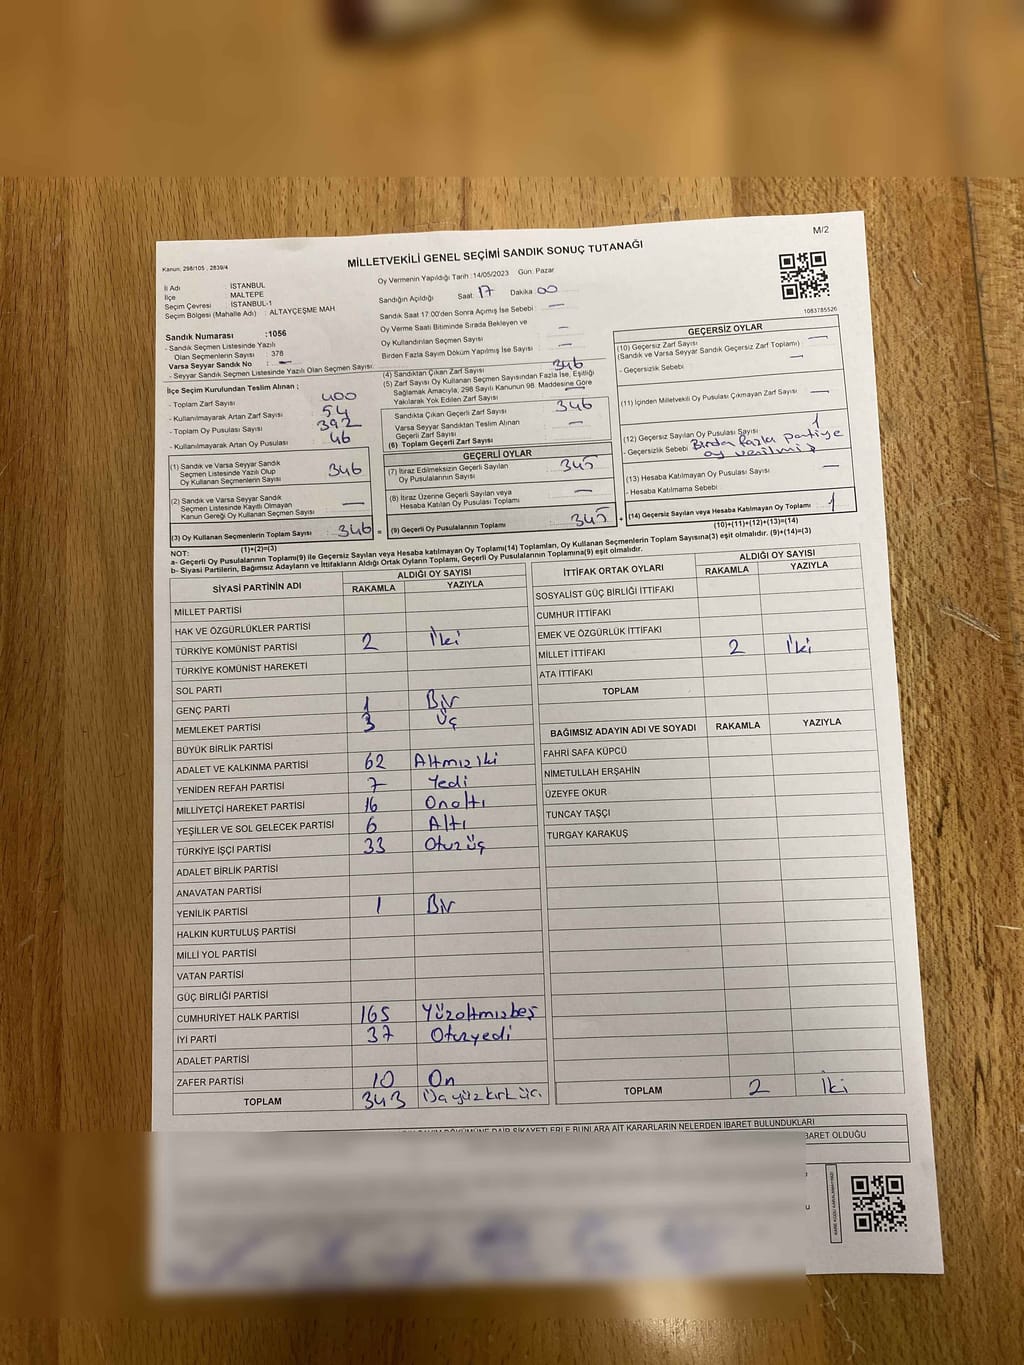 M/2
MİLLETVEKİLİ GENEL SEÇİMİ SANDIK SONUÇ TUTANAĞI
Kanun: 298/105 , 2839/4
İl Adı İSTANBUL
İlçe MALTEPE
Seçim Çevresi İSTANBUL-1
Seçim Bölgesi (Mahalle Adı) : ALTAYÇEŞME MAH
Sandık Numarası :1056
- Sandık Seçmen Listesinde Yazılı
Olan Seçmenlerin Sayısı : 378
Varsa Seyyar Sandık No —
- Seyyar Sandık Seçmen Listesinde Yazılı Olan Seçmen Sayısı:
Oy Vermenin Yapıldığı Tarih :14/05/2023 Gün: Pazar
Sandığın Açıldığı Saat: 17 Dakika 00
Sandık Saat 17:00'den Sonra Açımış İse Sebebi —
Oy Verme Saati Bitiminde Sırada Bekleyen ve
Oy Kullandırılan Seçmen Sayısı —
Birden Fazla Sayım Döküm Yapılmış İse Sayısı —
1083785526
İlçe Seçim Kurulundan Teslim Alınan ;
- Toplam Zarf Sayısı 400
- Kullanılmayarak Artan Zarf Sayısı 54
- Toplam Oy Pusulası Sayısı 392
- Kullanılmayarak Artan Oy Pusulası 46
(1) Sandık ve Varsa Seyyar Sandık
Seçmen Listesinde Yazılı Olup
Oy Kullanan Seçmenlerin Sayısı 346
(2) Sandık ve Varsa Seyyar Sandık
Seçmen Listesinde Kayıtlı Olmayan
Kanun Gereği Oy Kullanan Seçmen Sayısı —
(3) Oy Kullanan Seçmenlerin Toplam Sayısı 346 =
(1)+(2)=(3)
(4) Sandıktan Çıkan Zarf Sayısı 346
(5) Zarf Sayısı Oy Kullanan Seçmen Sayısından Fazla İse, Eşitliği
Sağlamak Amacıyla, 298 Sayılı Kanunun 98. Maddesine Göre
Yakılarak Yok Edilen Zarf Sayısı —
Sandıkta Çıkan Geçerli Zarf Sayısı 346
Varsa Seyyar Sandıktan Teslim Alınan
Geçerli Zarf Sayısı —
(6) Toplam Geçerli Zarf Sayısı
GEÇERLİ OYLAR
(7) İtiraz Edilmeksizin Geçerli Sayılan
Oy Pusulalarının Sayısı 345
(8) İtiraz Üzerine Geçerli Sayılan veya
Hesaba Katılan Oy Pusulası Toplamı —
(9) Geçerli Oy Pusulalarının Toplamı 345 +
GEÇERSİZ OYLAR
(10) Geçersiz Zarf Sayısı —
(Sandık ve Varsa Seyyar Sandık Geçersiz Zarf Toplamı)
- Geçersizlik Sebebi —
(11) İçinden Milletvekili Oy Pusulası Çıkmayan Zarf Sayısı —
(12) Geçersiz Sayılan Oy Pusulası Sayısı 1
- Geçersizlik Sebebi Birden fazla partiye
oy verilmiş
(13) Hesaba Katılmayan Oy Pusulası Sayısı —
- Hesaba Katılmama Sebebi
(14) Geçersiz Sayılan veya Hesaba Katılmayan Oy Toplamı 1
(10)+(11)+(12)+(13)=(14)
NOT:
a- Geçerli Oy Pusulalarının Toplamı(9) ile Geçersiz Sayılan veya Hesaba katılmayan Oy Toplamı(14) Toplamları, Oy Kullanan Seçmenlerin Toplam Sayısına(3) eşit olmalıdır. (9)+(14)=(3)
b- Siyasi Partilerin, Bağımsız Adayların ve İttifakların Aldığı Ortak Oyların Toplamı, Geçerli Oy Pusulalarının Toplamına(9) eşit olmalıdır.
SİYASİ PARTİNİN ADI ALDIĞI OY SAYISI
RAKAMLA YAZIYLA
MİLLET PARTİSİ
HAK VE ÖZGÜRLÜKLER PARTİSİ
TÜRKİYE KOMÜNİST PARTİSİ 2 İki
TÜRKİYE KOMÜNİST HAREKETİ
SOL PARTİ
GENÇ PARTİ 1 Bir
MEMLEKET PARTİSİ 3 Üç
BÜYÜK BİRLİK PARTİSİ
ADALET VE KALKINMA PARTİSİ 62 Altmışİki
YENİDEN REFAH PARTİSİ 7 Yedi
MİLLİYETÇİ HAREKET PARTİSİ 16 Onaltı
YEŞİLLER VE SOL GELECEK PARTİSİ 6 Altı
TÜRKİYE İŞÇİ PARTİSİ 33 Otuzüç
ADALET BİRLİK PARTİSİ
ANAVATAN PARTİSİ
YENİLİK PARTİSİ 1 Bir
HALKIN KURTULUŞ PARTİSİ
MİLLİ YOL PARTİSİ
VATAN PARTİSİ
GÜÇ BİRLİĞİ PARTİSİ
CUMHURİYET HALK PARTİSİ 165 Yüzaltmışbeş
İYİ PARTİ 37 Otuzyedi
ADALET PARTİSİ
ZAFER PARTİSİ 10 On
TOPLAM 343 Üçyüzkırküç
İTTİFAK ORTAK OYLARI ALDIĞI OY SAYISI
RAKAMLA YAZIYLA
SOSYALİST GÜÇ BİRLİĞİ İTTİFAKI
CUMHUR İTTİFAKI
EMEK VE ÖZGÜRLÜK İTTİFAKI
MİLLET İTTİFAKI 2 İki
ATA İTTİFAKI
TOPLAM
BAĞIMSIZ ADAYIN ADI VE SOYADI RAKAMLA YAZIYLA
FAHRİ SAFA KÜPCÜ
NİMETULLAH ERŞAHİN
ÜZEYFE OKUR
TUNCAY TAŞÇI
TURGAY KARAKUŞ
TOPLAM 2 İki
DÖKÜMÜNE DAİR ŞİKAYETLERLE BUNLARA AİT KARARLARIN NELERDEN İBARET BULUNDUKLARI
BARET OLDUĞU